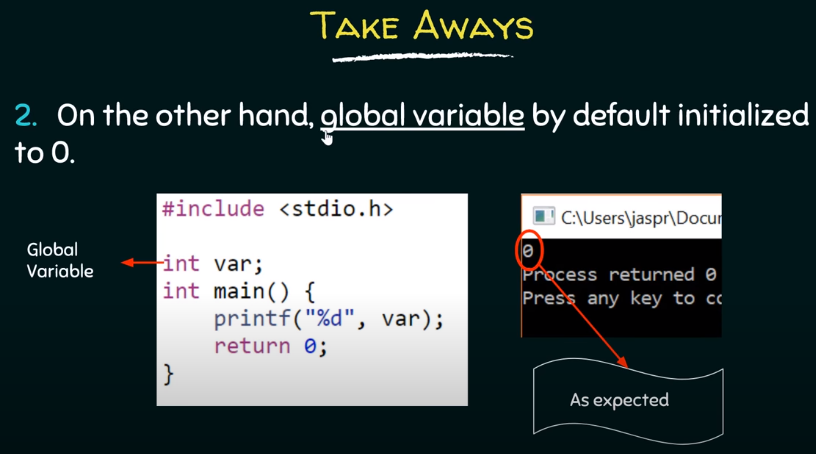 Take Aways
2. On the other hand, global variable by default initialized
to 0.
Global
Variable
#include <stdio.h>
int var;
int main() {
printf("%d", var);
return 0;
}
C:\Users\jaspr\Docu
0
Process returned 0
Press any key to c
As expected